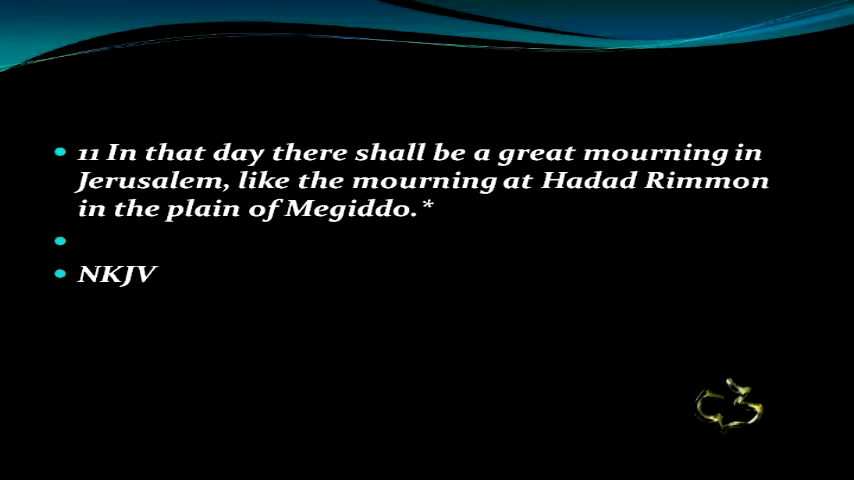 • 11 In that day there shall be a great mourning in
Jerusalem, like the mourning at Hadad Rimmon
in the plain of Megiddo.*
•
• NKJV
C3